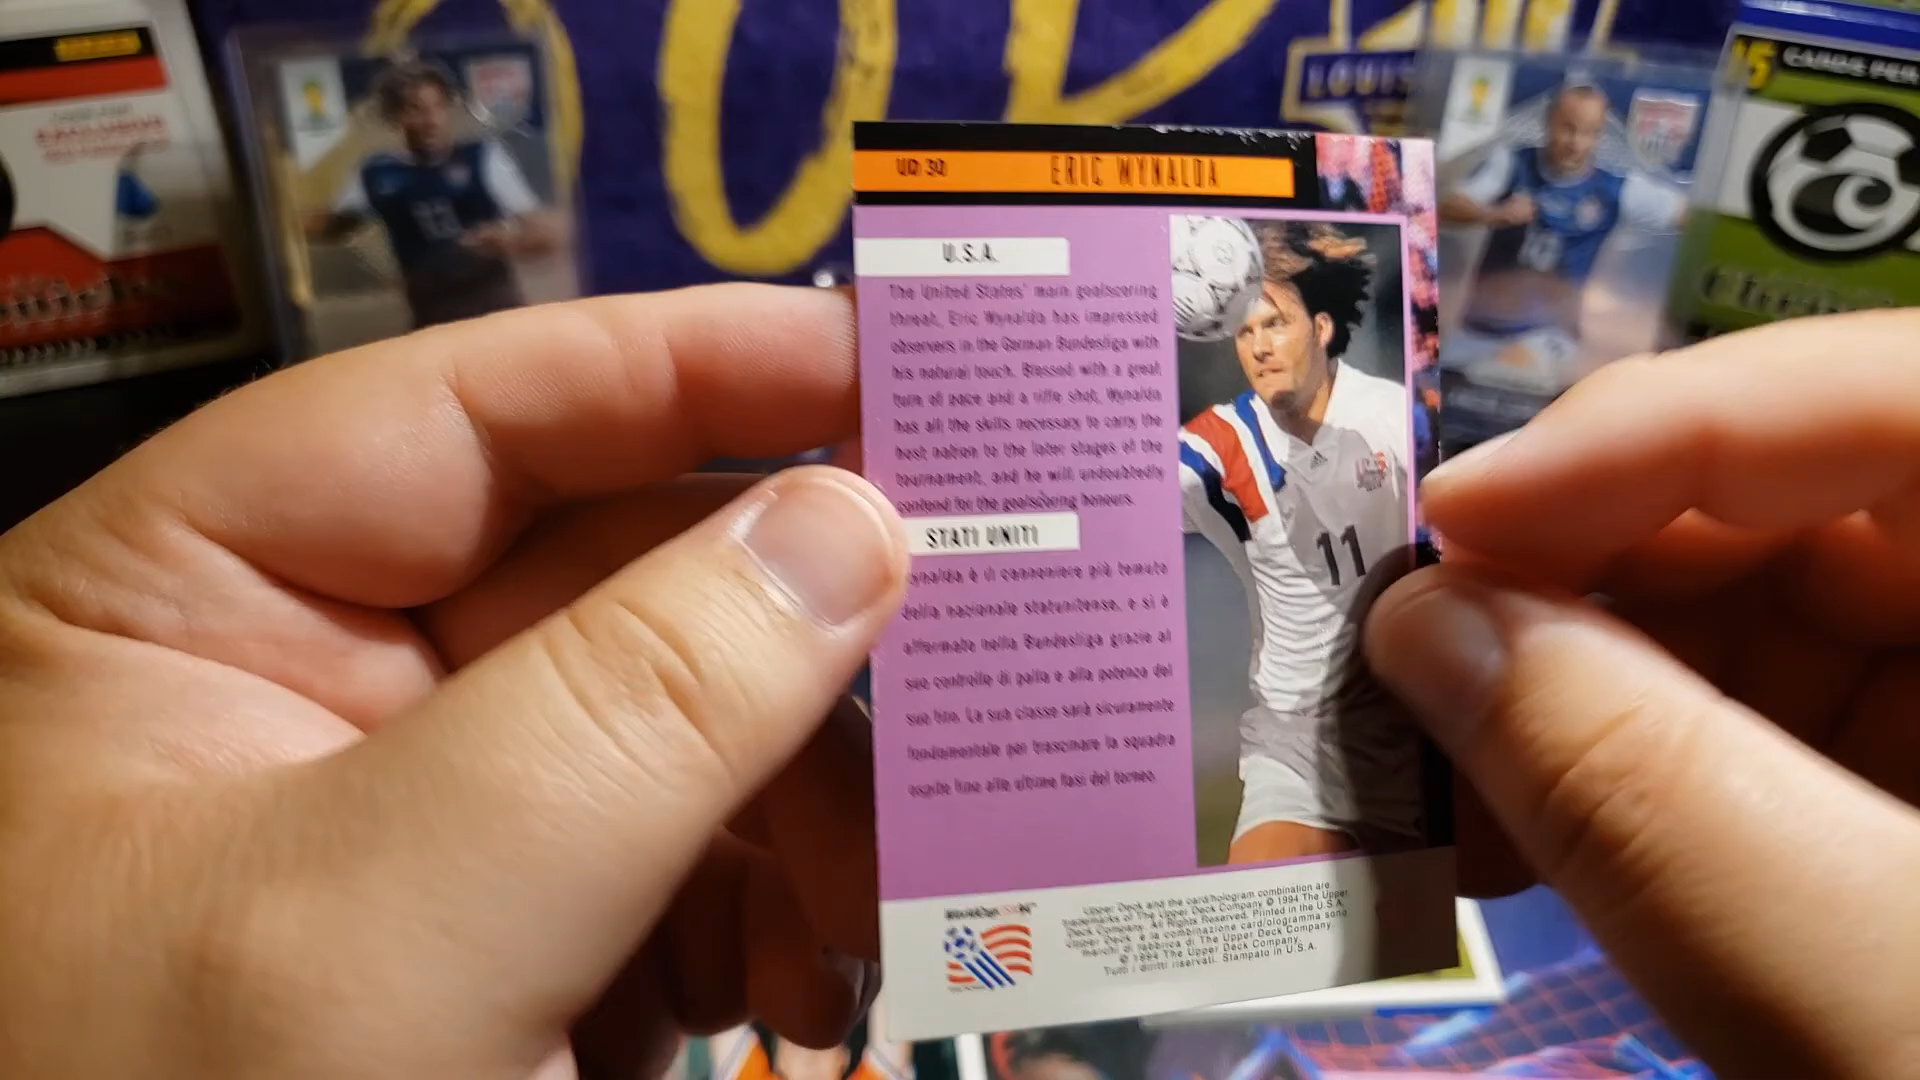 UD 30 ERIC WYNALDA
U.S.A.
The United States' main goalscoring
threat, Eric Wynalda has impressed
observers in the German Bundesliga with
his natural touch. Blessed with a great
turn of pace and a rifle shot, Wynalda
has all the skills necessary to carry the
host nation to the later stages of the
tournament, and he will undoubtedly
contend for the goalscoring honours.
STATI UNITI
ynalda è il cannoniere più temuto
della nazionale statunitense, e si è
affermato nella Bundesliga grazie al
suo controllo di palla e alla potenza del
suo tiro. La sua classe sarà sicuramente
fondamentale per trascinare la squadra
ospite fino alle ultime fasi del torneo.
11
Upper Deck and the card/hologram combination are
trademarks of The Upper Deck Company © 1994 The Upper
Deck Company. All Rights Reserved. Printed in the U.S.A.
Upper Deck e la combinazione card/ologramma sono
marchi di fabbrica di The Upper Deck Company.
© 1994 The Upper Deck Company.
Tutti i diritti riservati. Stampato in U.S.A.
WorldCupUSA94
LOUIS
15 CARDS PER
EXCLUSIVE